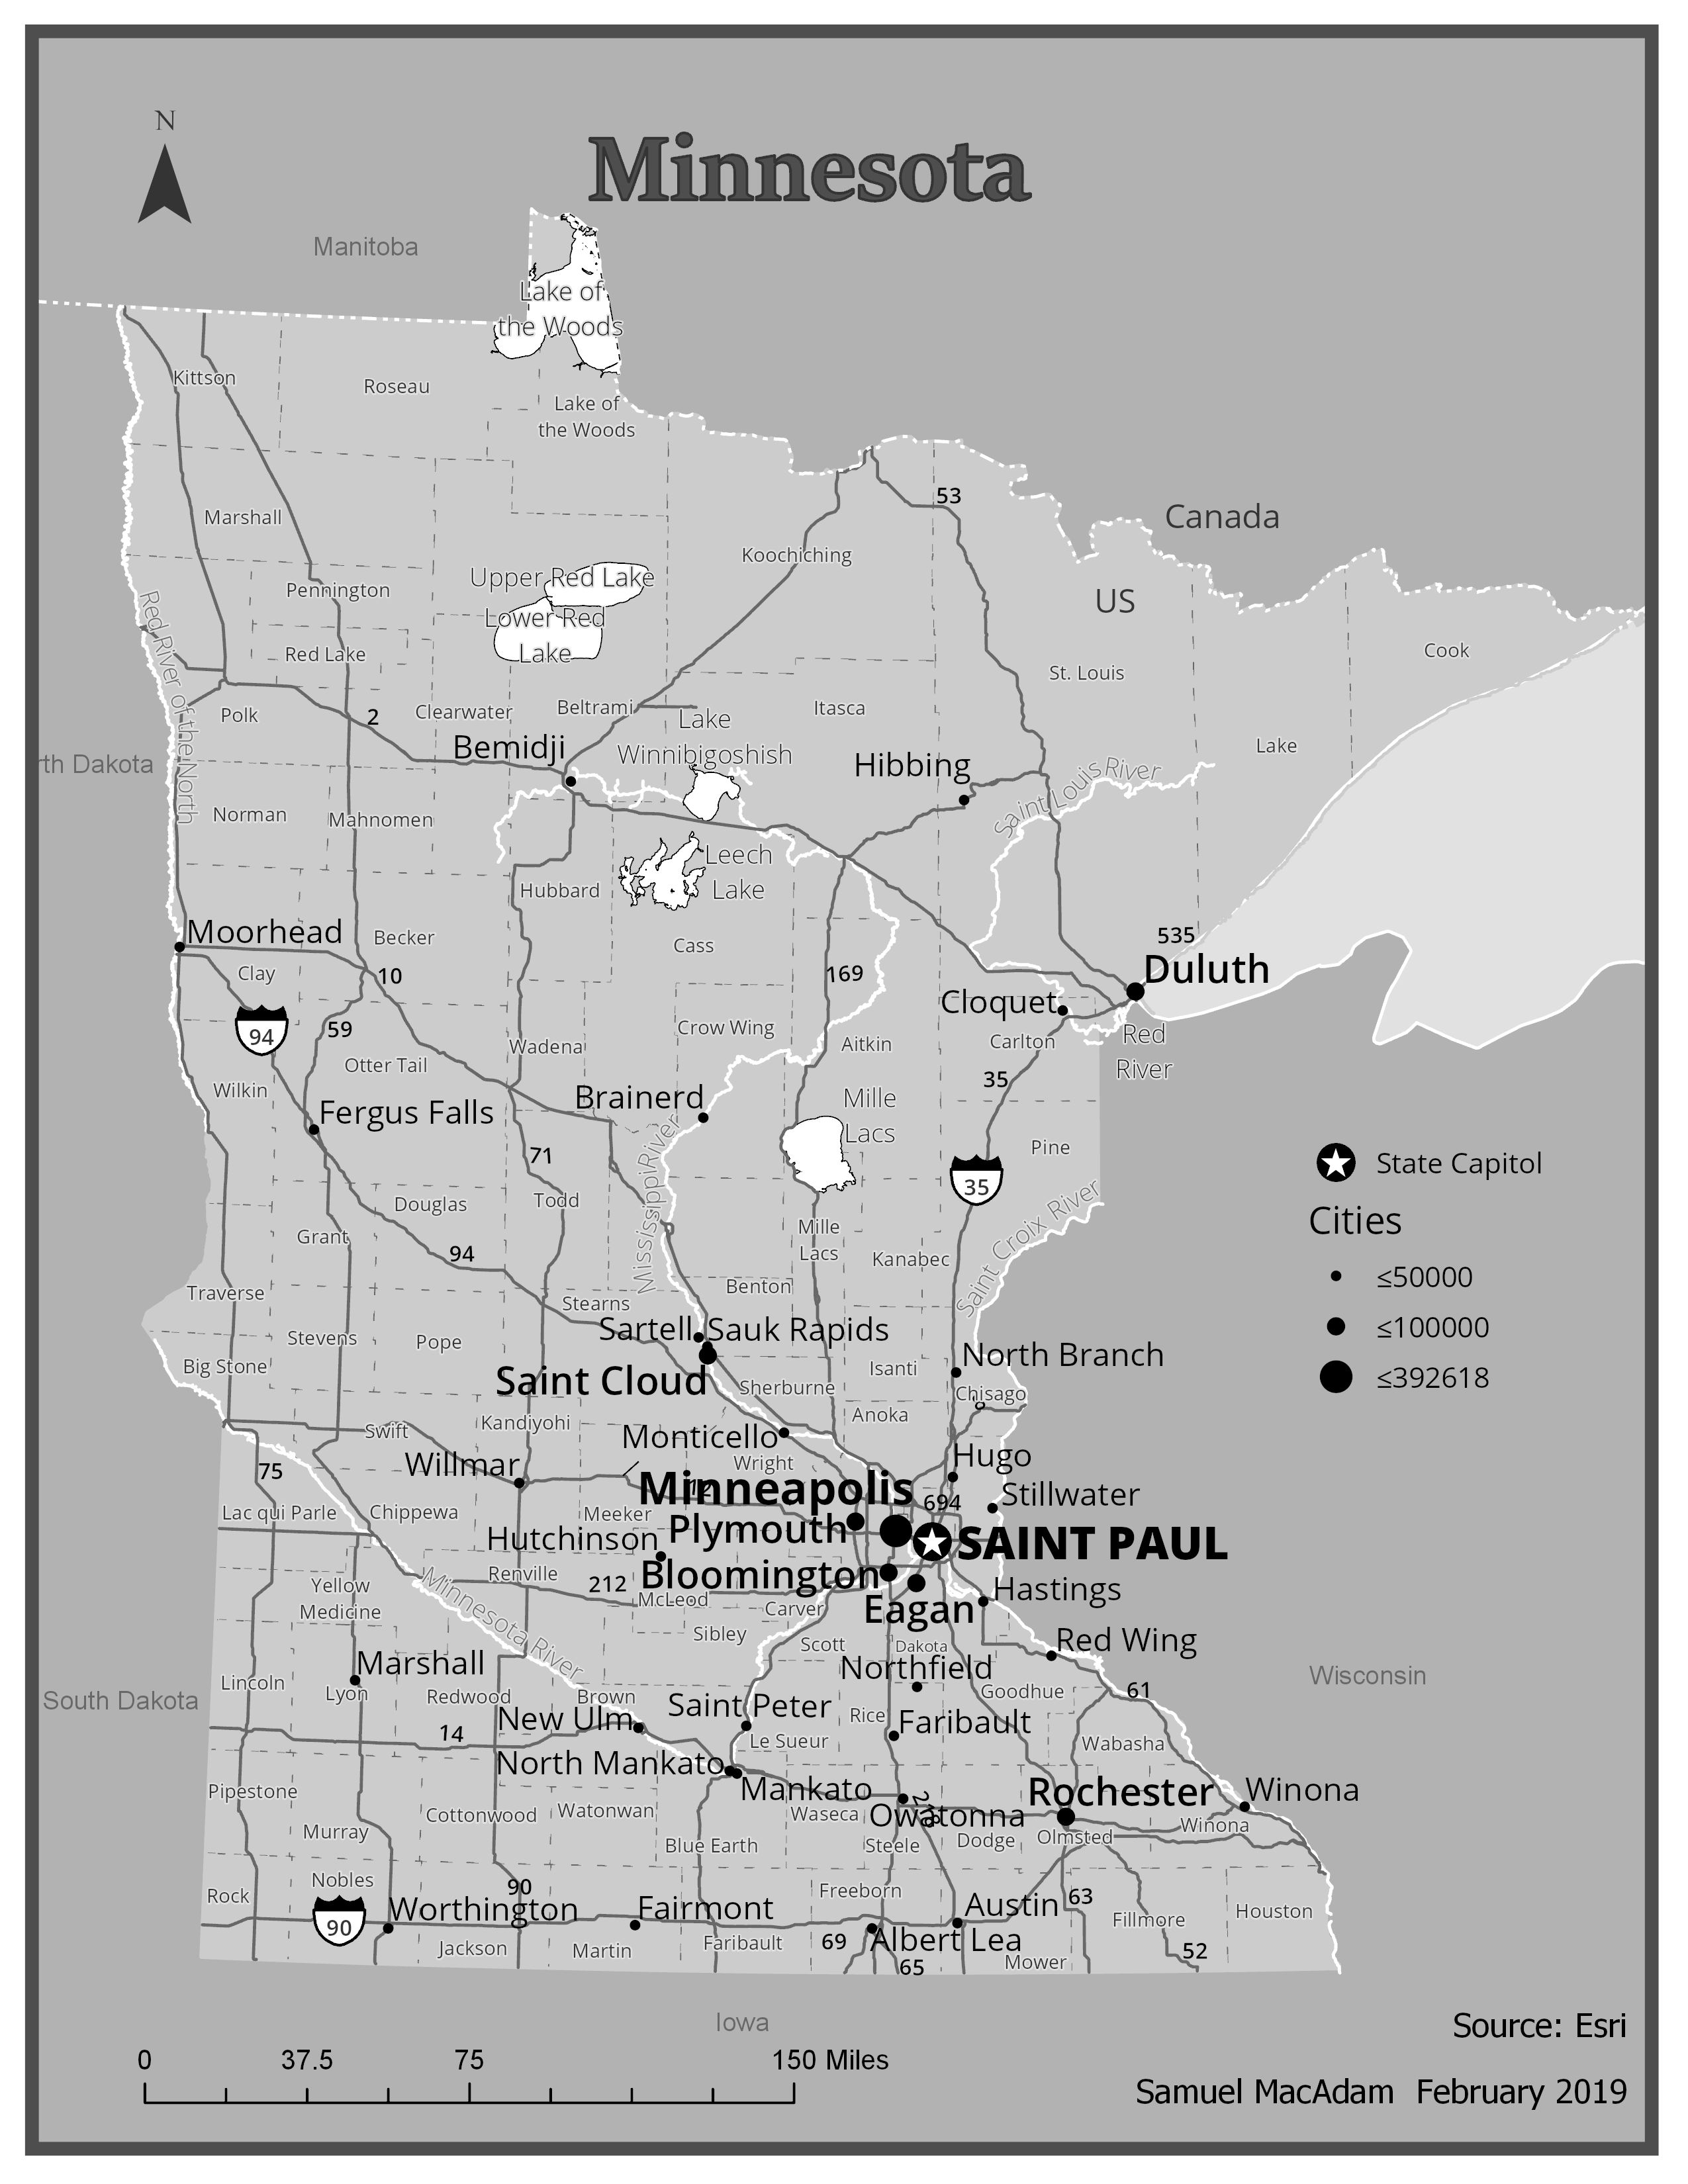 N
Minnesota
Manitoba
Lake of
the Woods
Kittson
Roseau
Lake of
the Woods
53
Canada
Marshall
Koochiching
Upper Red Lake
Pennington
US
Lower Red
Lake
Red River of the North
Red Lake
Cook
St. Louis
Polk
2
Clearwater
Beltrami
Lake
Winnibigoshish
Itasca
Lake
Bemidji
rth Dakota
Hibbing
Saint Louis River
Norman
Mahnomen
Leech
Lake
Hubbard
Moorhead
Becker
Cass
535
Clay
10
169
Duluth
94
59
Cloquet
Crow Wing
Carlton
Red
River
Wadena
Aitkin
Otter Tail
35
Wilkin
Brainerd
Mille
Lacs
Fergus Falls
Mississippi River
Pine
71
State Capitol
35
Douglas
Todd
Saint Croix River
Cities
Grant
Mille
Lacs
94
Kanabec
≤50000
Traverse
Benton
Stearns
Sartell
Sauk Rapids
≤100000
Stevens
Pope
Big Stone
North Branch
Isanti
Saint Cloud
Sherburne
≤392618
Chisago
8
Anoka
Swift
Kandiyohi
Monticello
Willmar
Wright
Hugo
75
Minneapolis
12
694
Stillwater
Lac qui Parle
Chippewa
Meeker
Plymouth
Hutchinson
SAINT PAUL
Renville
212
Bloomington
Yellow
Medicine
Minnesota River
McLeod
Carver
Eagan
Hastings
Sibley
Scott
Dakota
Red Wing
Marshall
Northfield
Wisconsin
Lincoln
Lyon
Redwood
Brown
Saint Peter
Goodhue
61
South Dakota
New Ulm
Rice
Faribault
14
Le Sueur
Wabasha
North Mankato
Mankato
Rochester
Winona
Pipestone
Cottonwood
Watonwan
Waseca
Owatonna
218
Winona
Murray
Blue Earth
Steele
Dodge
Olmsted
Nobles
90
Freeborn
Rock
90
Worthington
Fairmont
Austin
63
Fillmore
Houston
Jackson
Martin
Faribault
69
Albert Lea
65
Mower
52
Iowa
Source: Esri
0
37.5
75
150 Miles
Samuel MacAdam February 2019